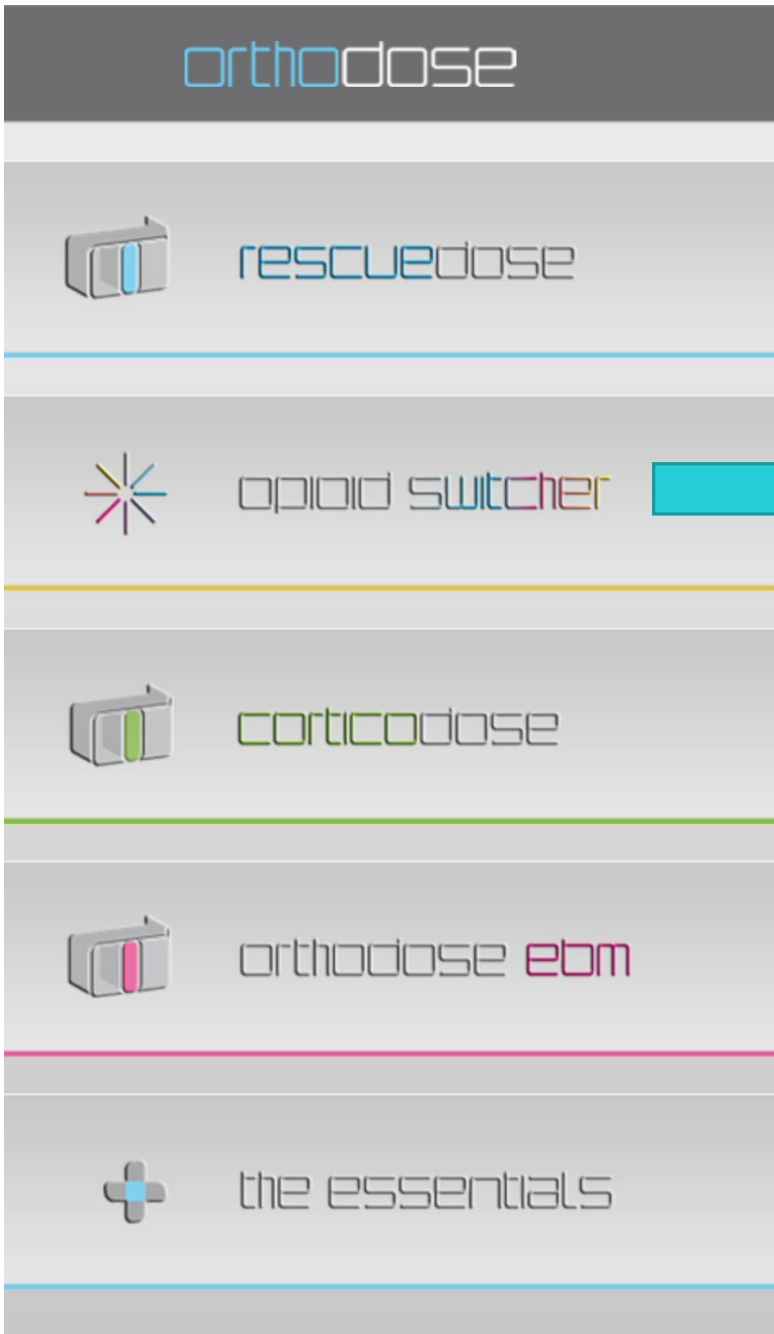 orthodose
rescuedose
opioid switcher
corticodose
orthodose ebm
the essentials